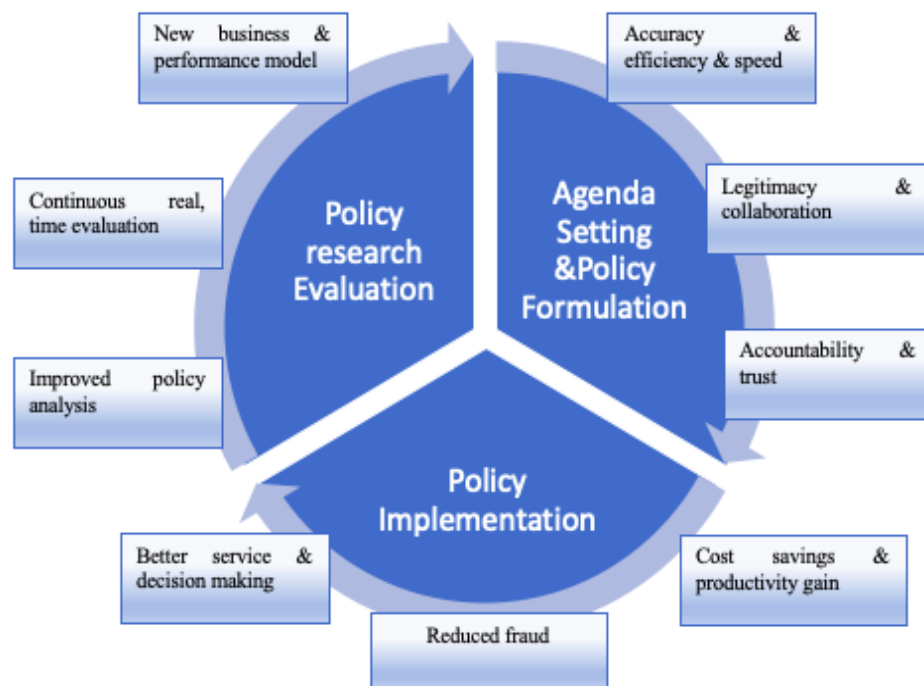 New business &
performance model
Accuracy &
efficiency & speed
Continuous real,
time evaluation
Policy
research
Evaluation
Agenda
Setting
&Policy
Formulation
Legitimacy &
collaboration
Improved policy
analysis
Accountability &
trust
Policy
Implementation
Better service &
decision making
Reduced fraud
Cost savings &
productivity gain